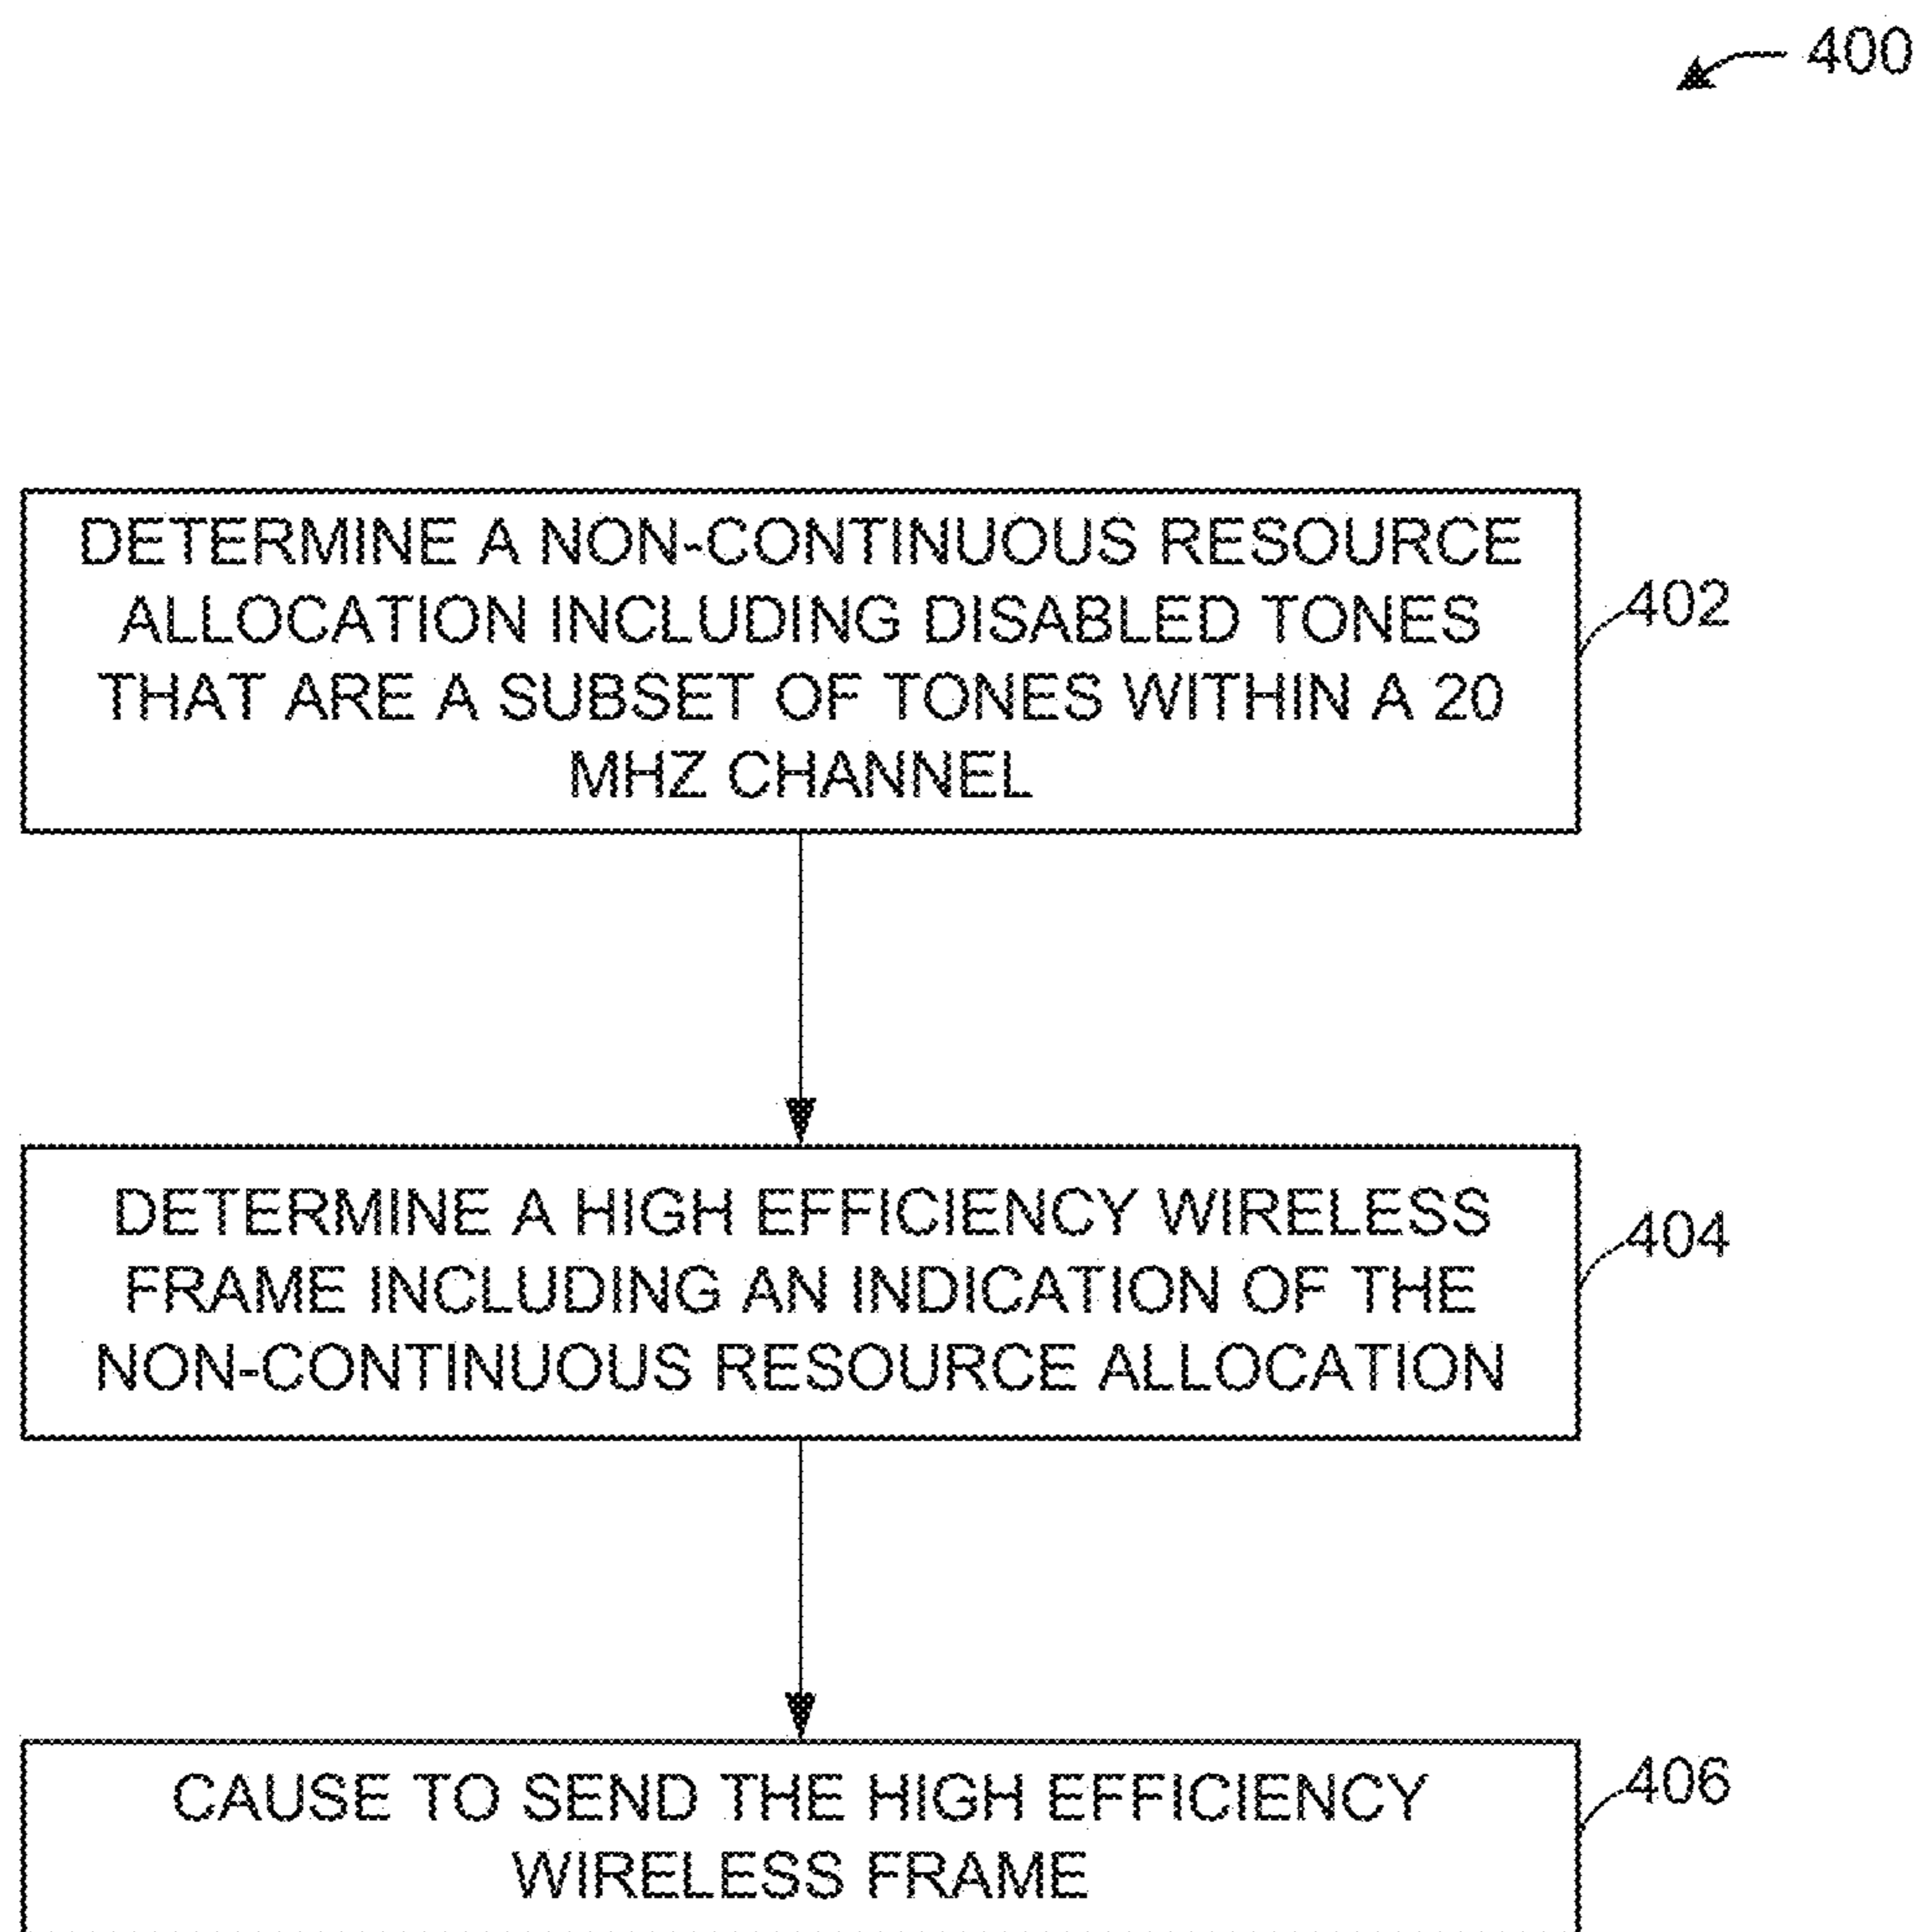 400
DETERMINE A NON-CONTINUOUS RESOURCE
ALLOCATION INCLUDING DISABLED TONES
THAT ARE A SUBSET OF TONES WITHIN A 20
MHZ CHANNEL
402
DETERMINE A HIGH EFFICIENCY WIRELESS
FRAME INCLUDING AN INDICATION OF THE
NON-CONTINUOUS RESOURCE ALLOCATION
404
CAUSE TO SEND THE HIGH EFFICIENCY
WIRELESS FRAME
406